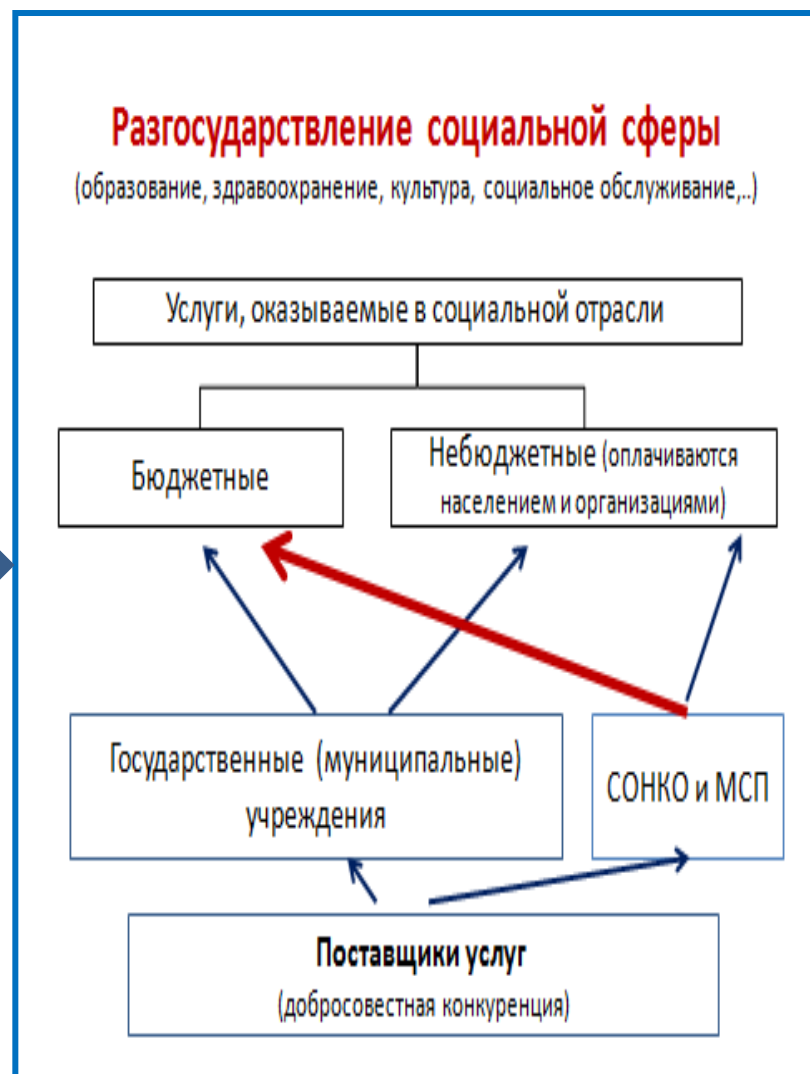 Разгосударствление социальной сферы
(образование, здравоохранение, культура, социальное обслуживание,..)
Услуги, оказываемые в социальной отрасли
Бюджетные
Небюджетные (оплачиваются
населением и организациями)
Государственные (муниципальные)
учреждения
СОНКО и МСП
Поставщики услуг
(добросовестная конкуренция)